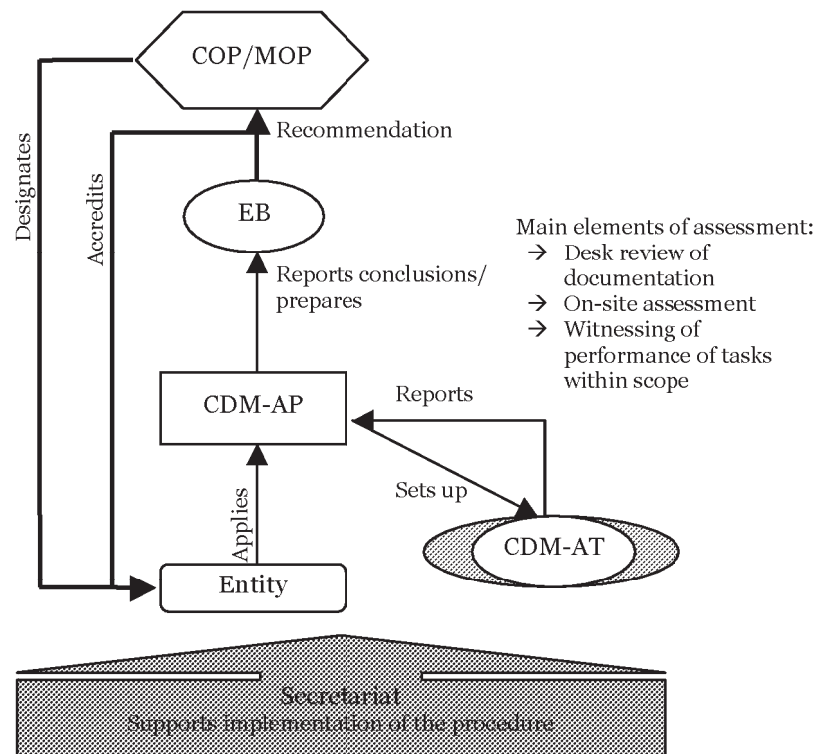 COP/MOP
Recommendation
Designates
Accredits
EB
Reports conclusions/
prepares
Main elements of assessment:
→ Desk review of
documentation
→ On-site assessment
→ Witnessing of
performance of tasks
within scope
CDM-AP
Reports
Sets up
Applies
CDM-AT
Entity
Secretariat
Supports implementation of the procedure